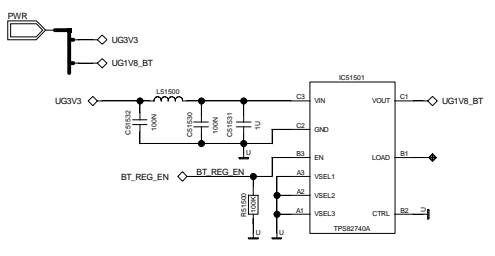 PWR
UG3V3
UG1V8_BT
IC51501
L51500
UG3V3
C3 VIN VOUT C1 UG1V8_BT
C51532 100N
C51530 100N
C51531 1U
C2 GND
U
B3 EN LOAD B1
BT_REG_EN BT_REG_EN
A3 VSEL1
R51500 100K
A2 VSEL2
A1 VSEL3 CTRL B2 U
U U
TPS82740A